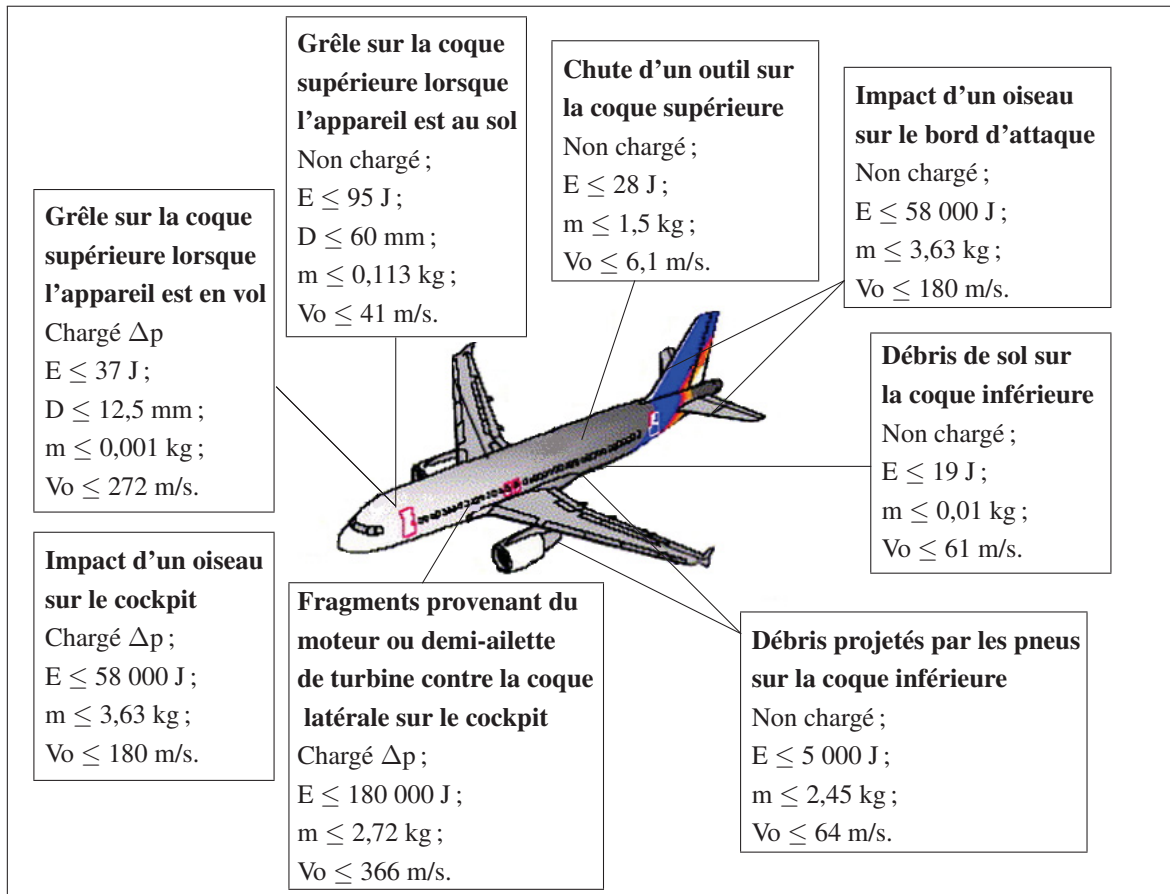 Grêle sur la coque
supérieure lorsque
l’appareil est au sol
Non chargé ;
E ≤ 95 J ;
D ≤ 60 mm ;
m ≤ 0,113 kg ;
Vo ≤ 41 m/s.
Chute d’un outil sur
la coque supérieure
Non chargé ;
E ≤ 28 J ;
m ≤ 1,5 kg ;
Vo ≤ 6,1 m/s.
Impact d’un oiseau
sur le bord d’attaque
Non chargé ;
E ≤ 58 000 J ;
m ≤ 3,63 kg ;
Vo ≤ 180 m/s.
Grêle sur la coque
supérieure lorsque
l’appareil est en vol
Chargé Δp
E ≤ 37 J ;
D ≤ 12,5 mm ;
m ≤ 0,001 kg ;
Vo ≤ 272 m/s.
Débris de sol sur
la coque inférieure
Non chargé ;
E ≤ 19 J ;
m ≤ 0,01 kg ;
Vo ≤ 61 m/s.
Impact d’un oiseau
sur le cockpit
Chargé Δp ;
E ≤ 58 000 J ;
m ≤ 3,63 kg ;
Vo ≤ 180 m/s.
Fragments provenant du
moteur ou demi-ailette
de turbine contre la coque
latérale sur le cockpit
Chargé Δp ;
E ≤ 180 000 J ;
m ≤ 2,72 kg ;
Vo ≤ 366 m/s.
Débris projetés par les pneus
sur la coque inférieure
Non chargé ;
E ≤ 5 000 J ;
m ≤ 2,45 kg ;
Vo ≤ 64 m/s.